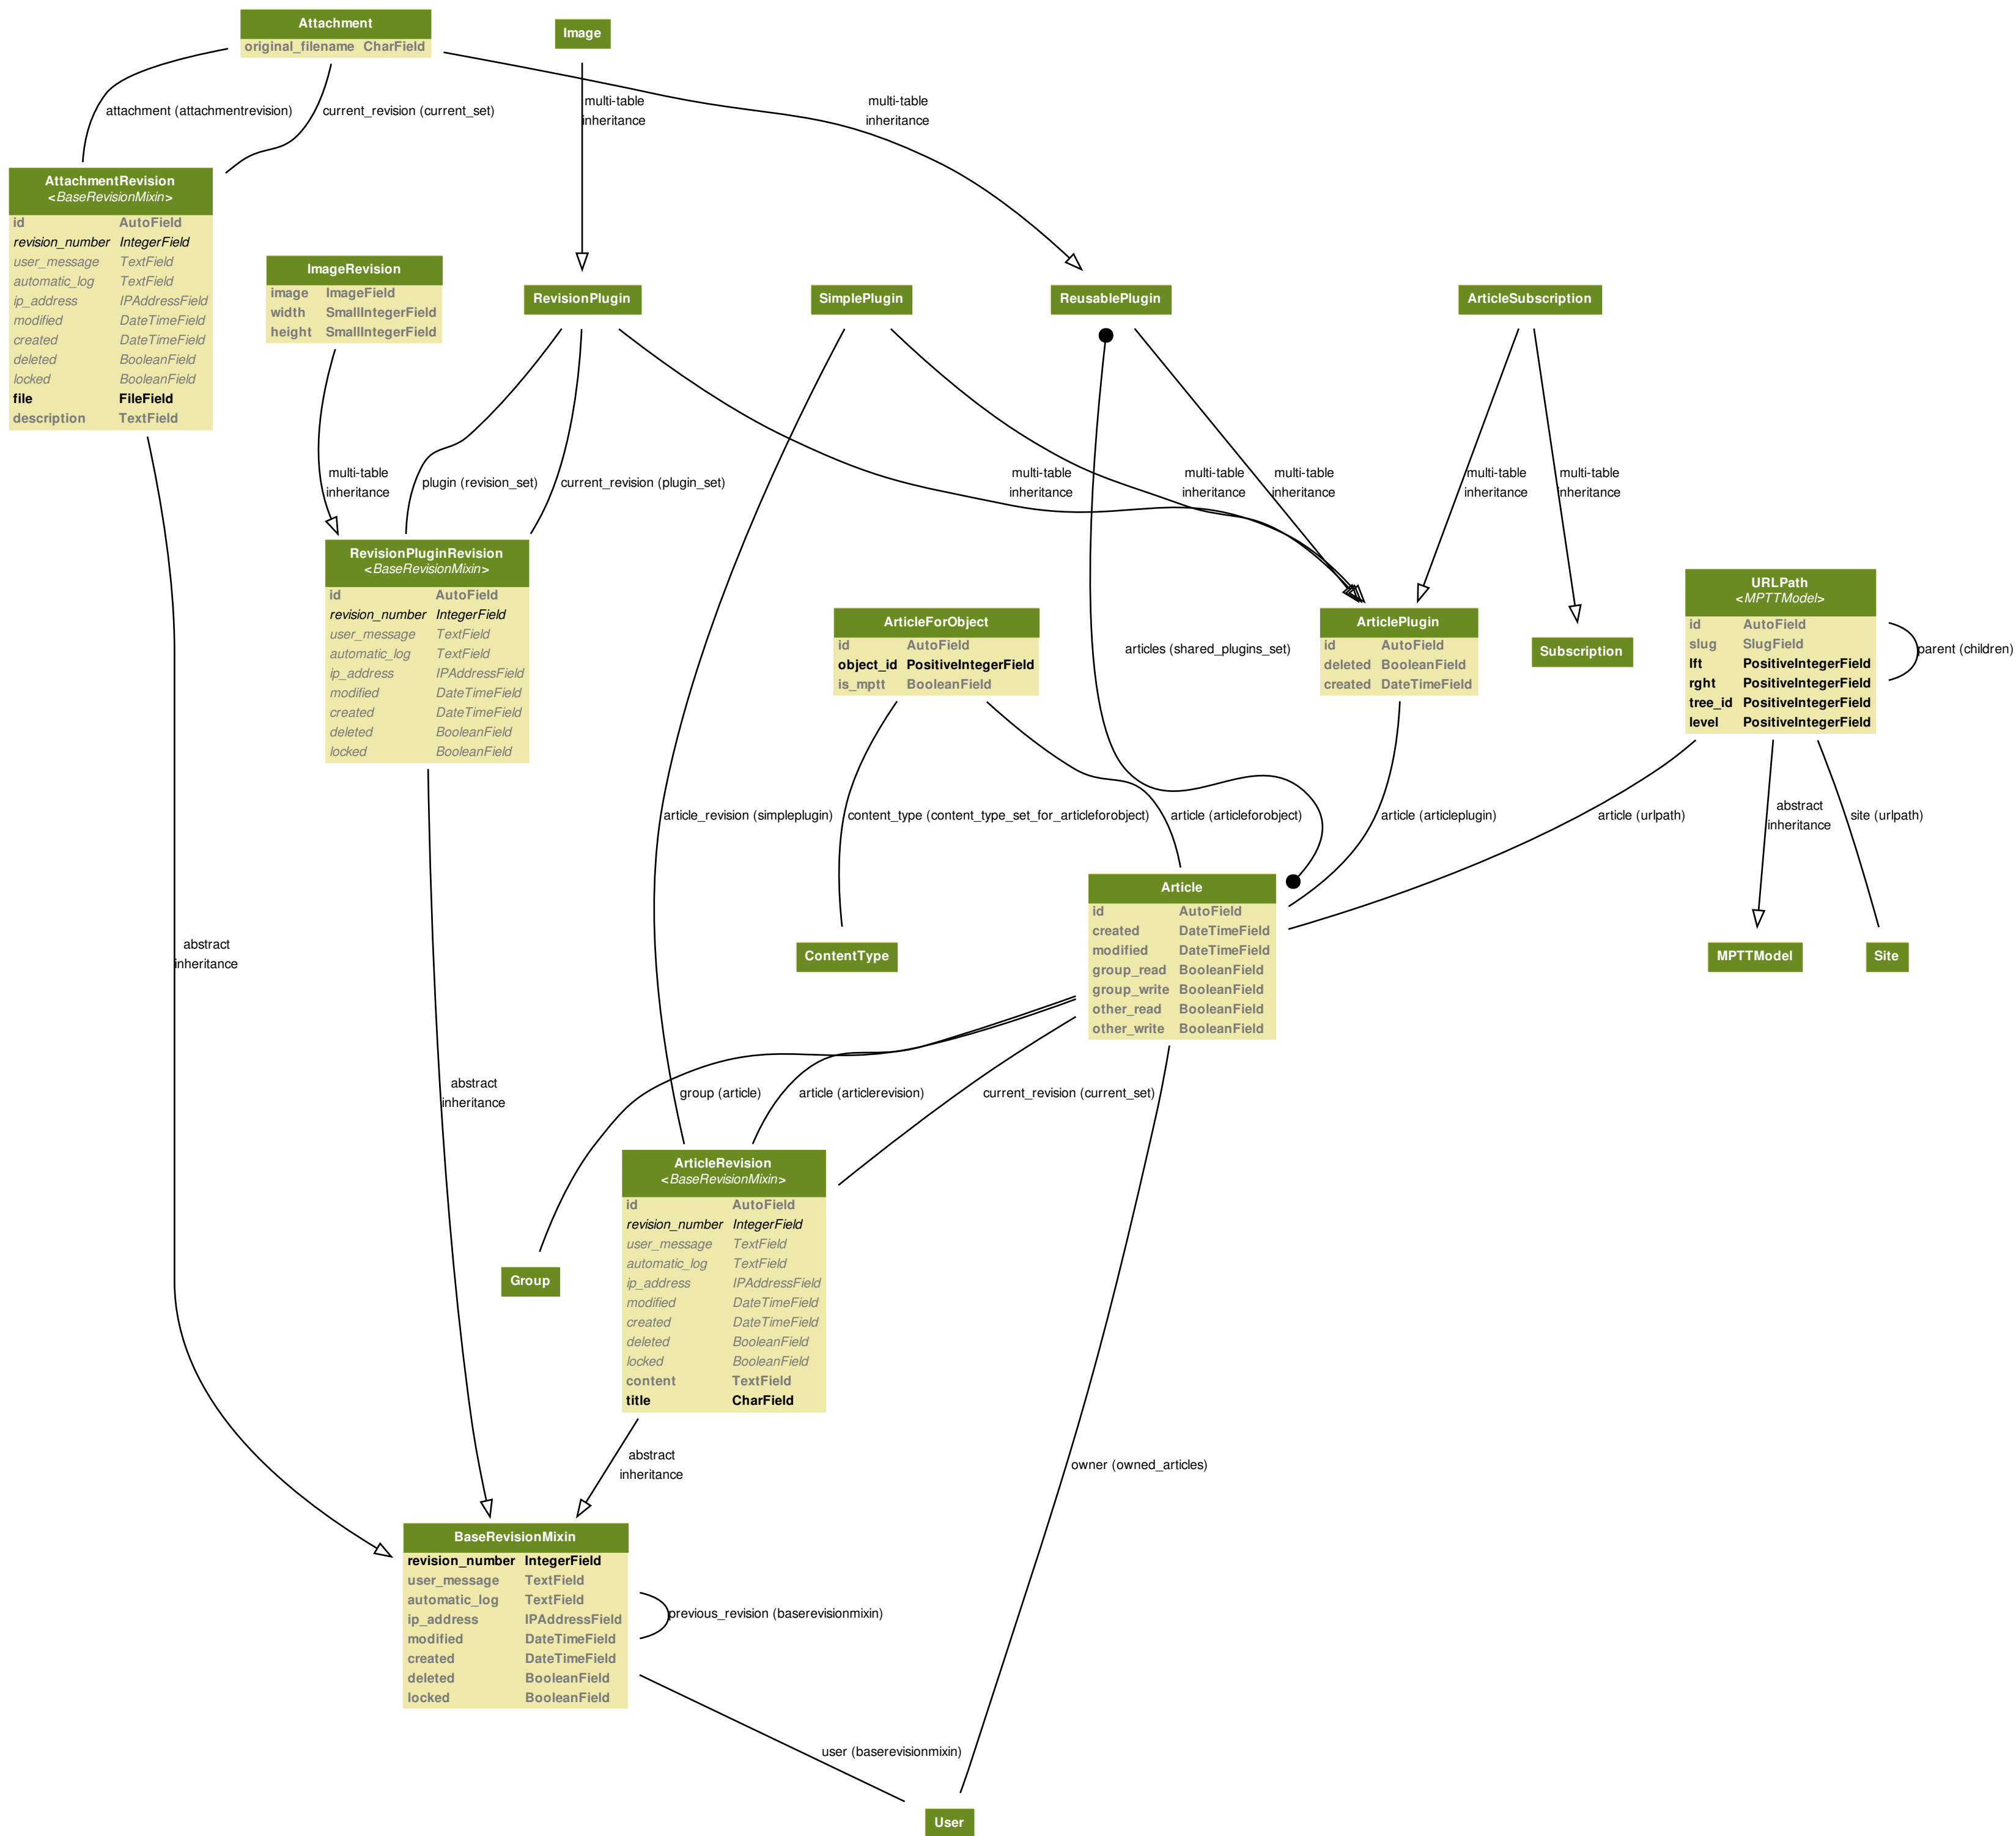 Attachment
original_filename CharField
Image
attachment (attachmentrevision)
current_revision (current_set)
multi-table
inheritance
multi-table
inheritance
AttachmentRevision
<BaseRevisionMixin>
id AutoField
revision_number IntegerField
user_message TextField
automatic_log TextField
ip_address IPAddressField
modified DateTimeField
created DateTimeField
deleted BooleanField
locked BooleanField
file FileField
description TextField
ImageRevision
image ImageField
width SmallIntegerField
height SmallIntegerField
RevisionPlugin
SimplePlugin
ReusablePlugin
ArticleSubscription
multi-table
inheritance
plugin (revision_set)
current_revision (plugin_set)
multi-table
inheritance
multi-table
inheritance
multi-table
inheritance
multi-table
inheritance
multi-table
inheritance
RevisionPluginRevision
<BaseRevisionMixin>
id AutoField
revision_number IntegerField
user_message TextField
automatic_log TextField
ip_address IPAddressField
modified DateTimeField
created DateTimeField
deleted BooleanField
locked BooleanField
ArticleForObject
id AutoField
object_id PositiveIntegerField
is_mptt BooleanField
articles (shared_plugins_set)
ArticlePlugin
id AutoField
deleted BooleanField
created DateTimeField
Subscription
URLPath
<MPTTModel>
id AutoField
slug SlugField
lft PositiveIntegerField
rght PositiveIntegerField
tree_id PositiveIntegerField
level PositiveIntegerField
parent (children)
article_revision (simpleplugin)
content_type (content_type_set_for_articleforobject)
article (articleforobject)
article (articleplugin)
article (urlpath)
abstract
inheritance
site (urlpath)
abstract
inheritance
ContentType
Article
id AutoField
created DateTimeField
modified DateTimeField
group_read BooleanField
group_write BooleanField
other_read BooleanField
other_write BooleanField
MPTTModel
Site
abstract
inheritance
group (article)
article (articlerevision)
current_revision (current_set)
ArticleRevision
<BaseRevisionMixin>
id AutoField
revision_number IntegerField
user_message TextField
automatic_log TextField
ip_address IPAddressField
modified DateTimeField
created DateTimeField
deleted BooleanField
locked BooleanField
content TextField
title CharField
Group
abstract
inheritance
owner (owned_articles)
BaseRevisionMixin
revision_number IntegerField
user_message TextField
automatic_log TextField
ip_address IPAddressField
modified DateTimeField
created DateTimeField
deleted BooleanField
locked BooleanField
previous_revision (baserevisionmixin)
user (baserevisionmixin)
User